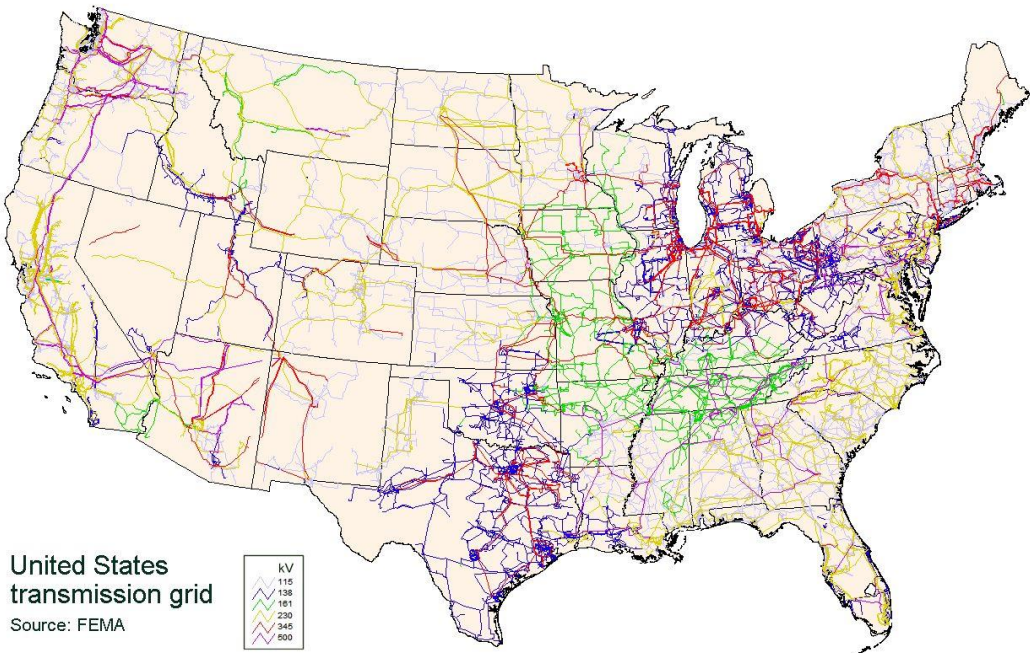 United States
transmission grid
Source: FEMA
kV
115
138
161
230
345
500